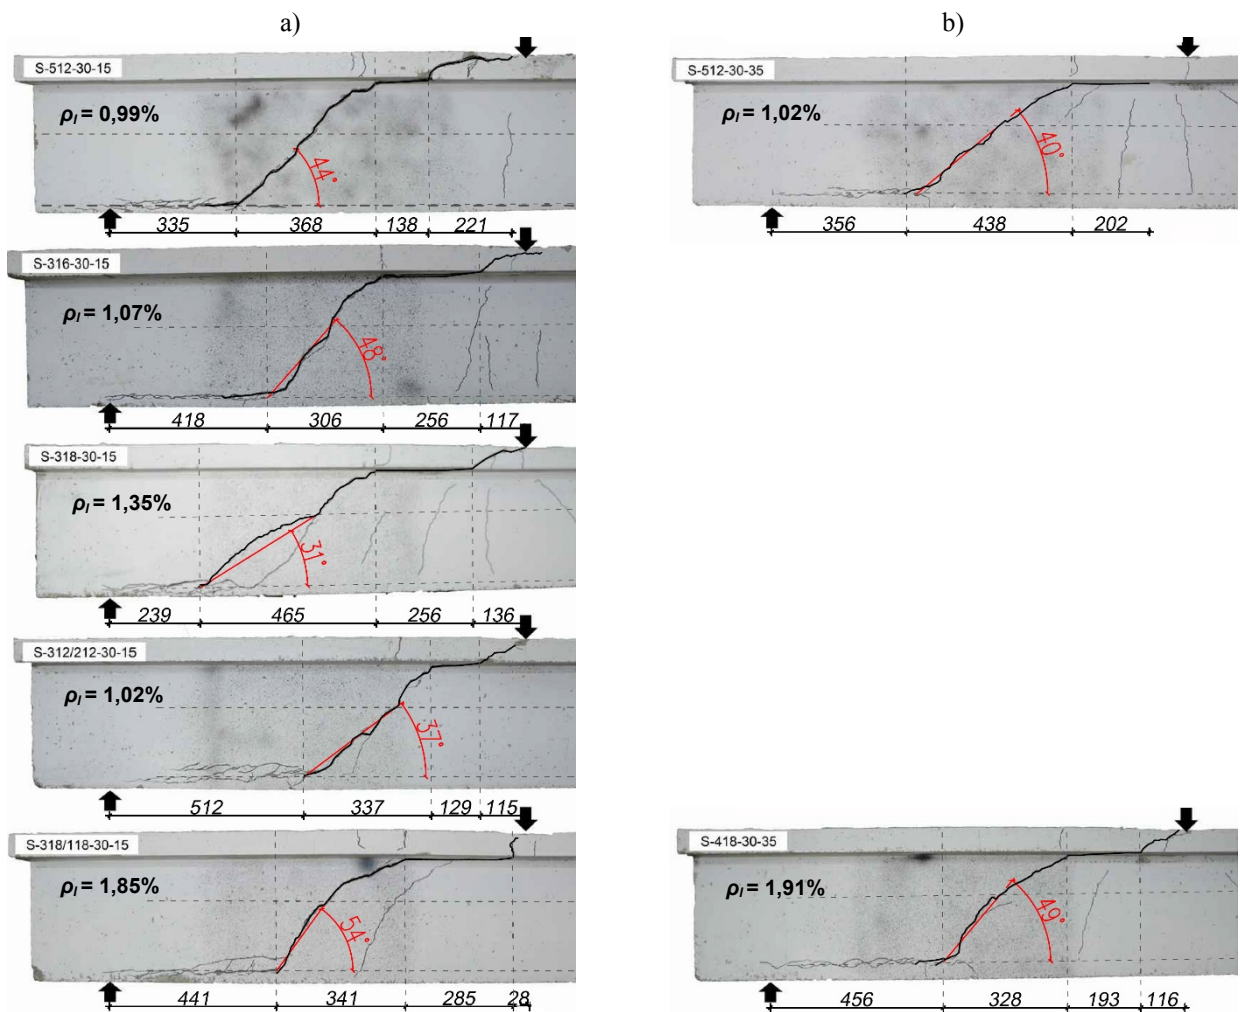 a)
S-512-30-15
ρl = 0,99%
44°
335 368 138 221
S-316-30-15
ρl = 1,07%
48°
418 306 256 117
S-318-30-15
ρl = 1,35%
31°
239 465 256 136
S-312/212-30-15
ρl = 1,02%
37°
512 337 129 115
S-318/118-30-15
ρl = 1,85%
54°
441 341 285 28
b)
S-512-30-35
ρl = 1,02%
40°
356 438 202
S-418-30-35
ρl = 1,91%
49°
456 328 193 116